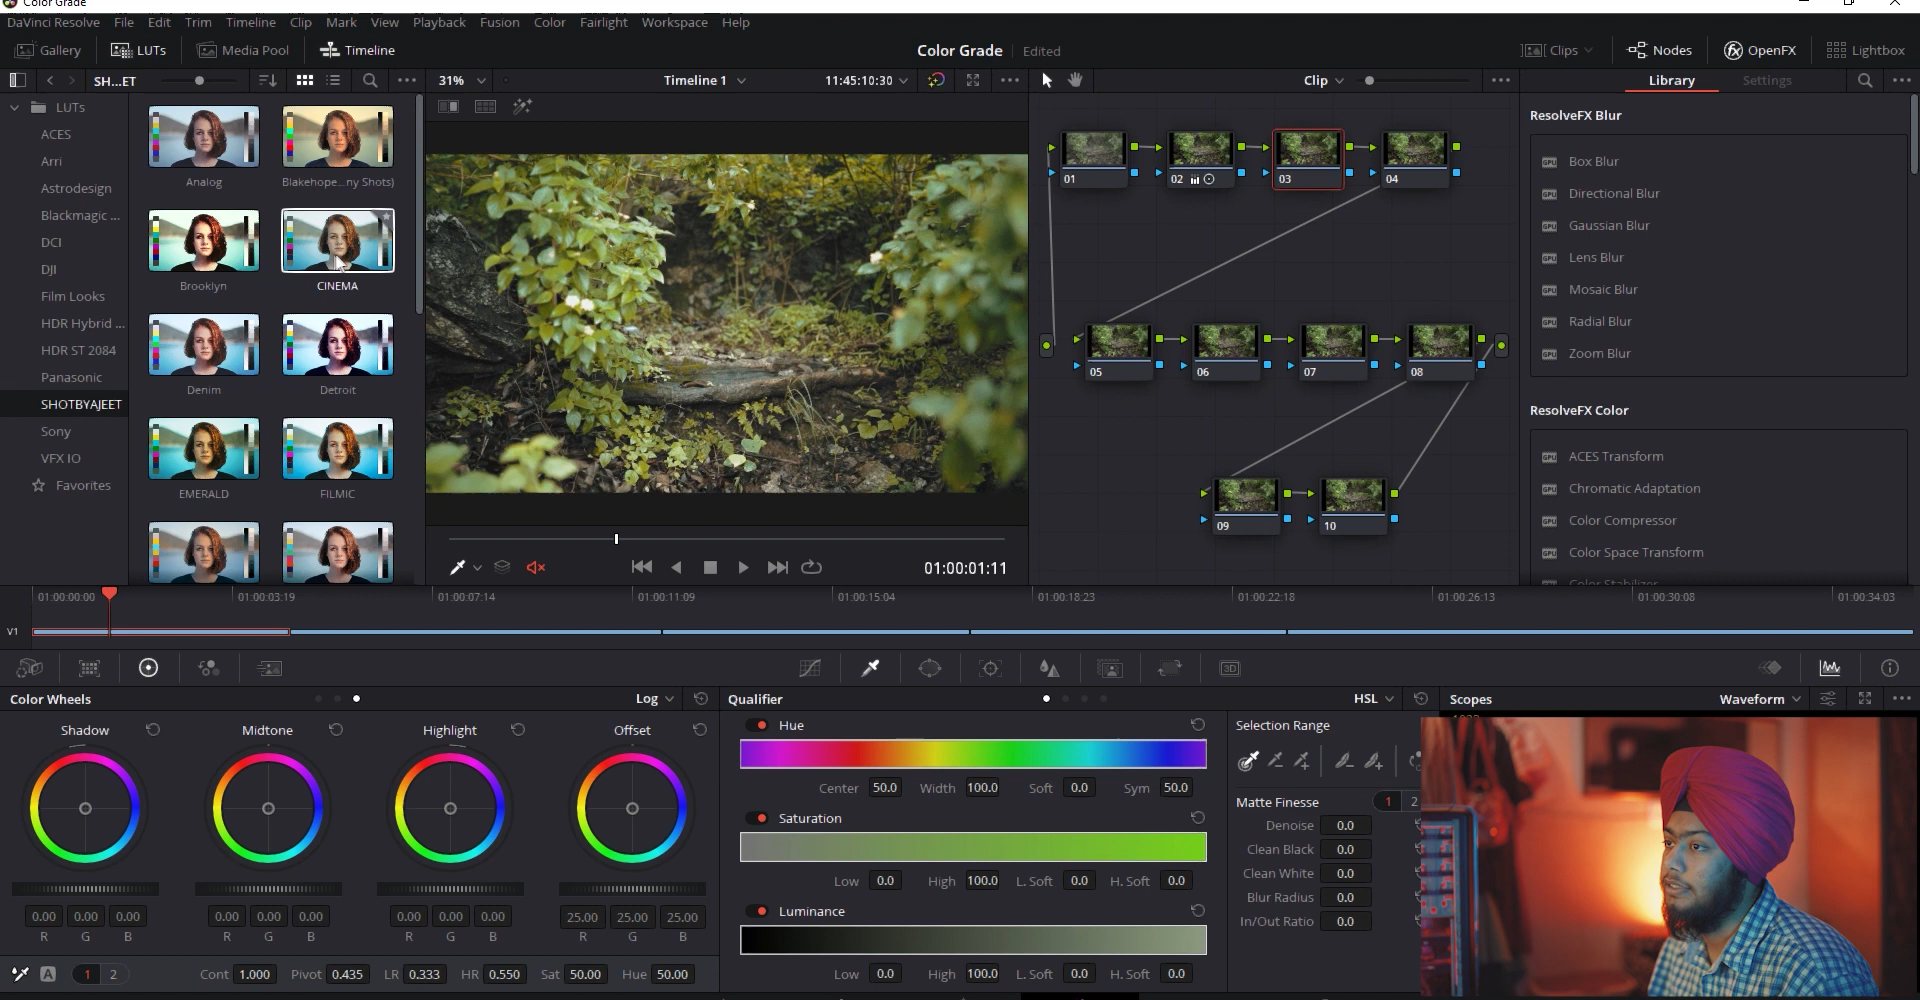 Color Grade
DaVinci Resolve File Edit Trim Timeline Clip Mark View Playback Fusion Color Fairlight Workspace Help
Gallery LUTs Media Pool Timeline Color Grade Edited Clips Nodes OpenFX Lightbox
SH...ET 31% Timeline 1 11:45:10:30 Clip Library Settings
LUTs
ACES
Arri
Astrodesign
Blackmagic ...
DCI
DJI
Film Looks
HDR Hybrid ...
HDR ST 2084
Panasonic
SHOTBYAJEET
Sony
VFX IO
Favorites
Analog Blakehope...ny Shots)
Brooklyn CINEMA
Denim Detroit
EMERALD FILMIC
01 02 03 04
05 06 07 08
09 10
ResolveFX Blur
Box Blur
Directional Blur
Gaussian Blur
Lens Blur
Mosaic Blur
Radial Blur
Zoom Blur
ResolveFX Color
ACES Transform
Chromatic Adaptation
Color Compressor
Color Space Transform
Color Stabilizer
01:00:01:11
01:00:00:00 01:00:03:19 01:00:07:14 01:00:11:09 01:00:15:04 01:00:18:23 01:00:22:18 01:00:26:13 01:00:30:08 01:00:34:03
V1
3D
Color Wheels Log
Shadow Midtone Highlight Offset
0.00 0.00 0.00 0.00 0.00 0.00 0.00 0.00 0.00 25.00 25.00 25.00
R G B R G B R G B R G B
A 1 2 Cont 1.000 Pivot 0.435 LR 0.333 HR 0.550 Sat 50.00 Hue 50.00
Qualifier HSL
Hue
Center 50.0 Width 100.0 Soft 0.0 Sym 50.0
Saturation
Low 0.0 High 100.0 L. Soft 0.0 H. Soft 0.0
Luminance
Low 0.0 High 100.0 L. Soft 0.0 H. Soft 0.0
Selection Range
Matte Finesse 1 2
Denoise 0.0
Clean Black 0.0
Clean White 0.0
Blur Radius 0.0
In/Out Ratio 0.0
Scopes Waveform